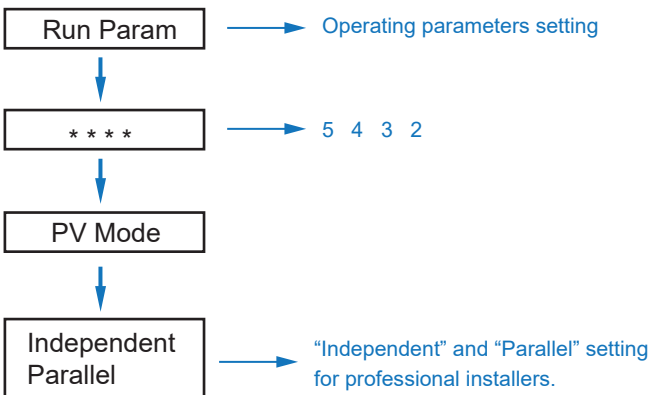 Run Param
Operating parameters setting
* * * *
5 4 3 2
PV Mode
Independent
Parallel
“Independent” and “Parallel” setting
for professional installers.